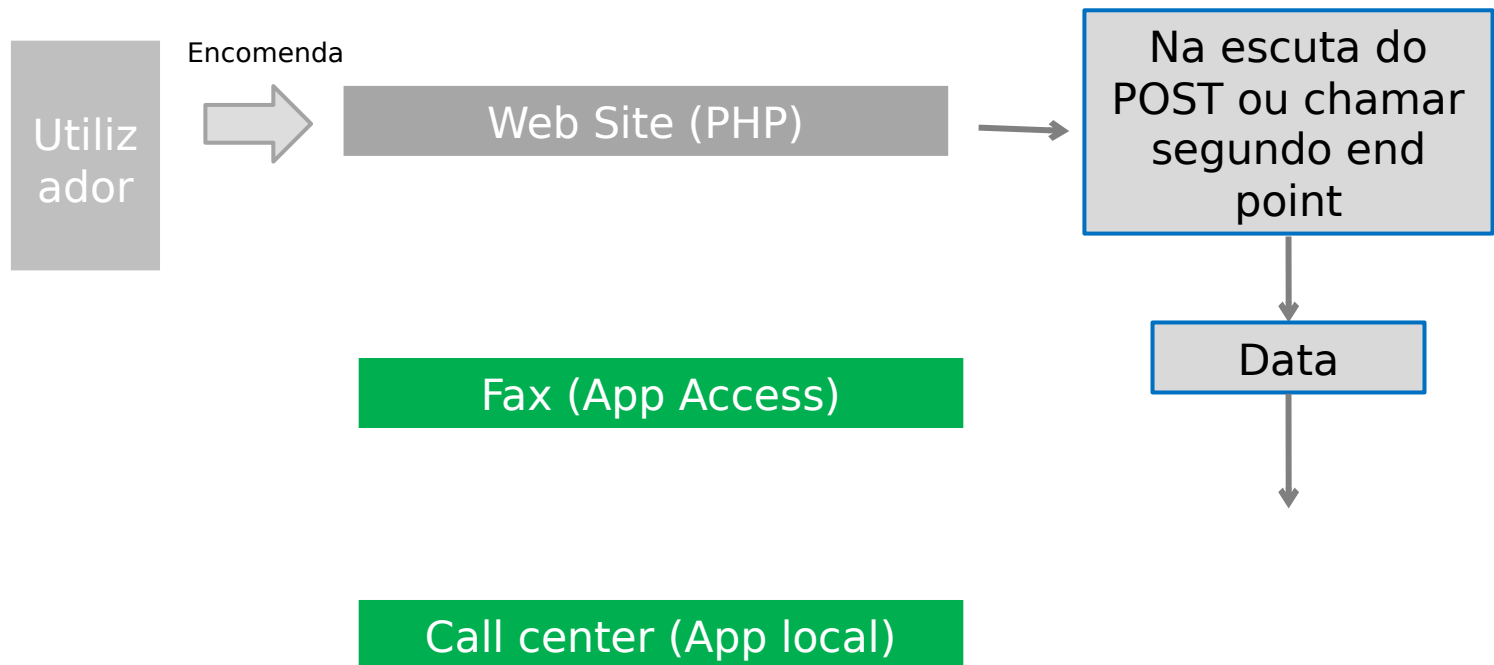 Utiliz
ador
Encomenda
Web Site (PHP)
Na escuta do
POST ou chamar
segundo end
point
Data
Fax (App Access)
Call center (App local)